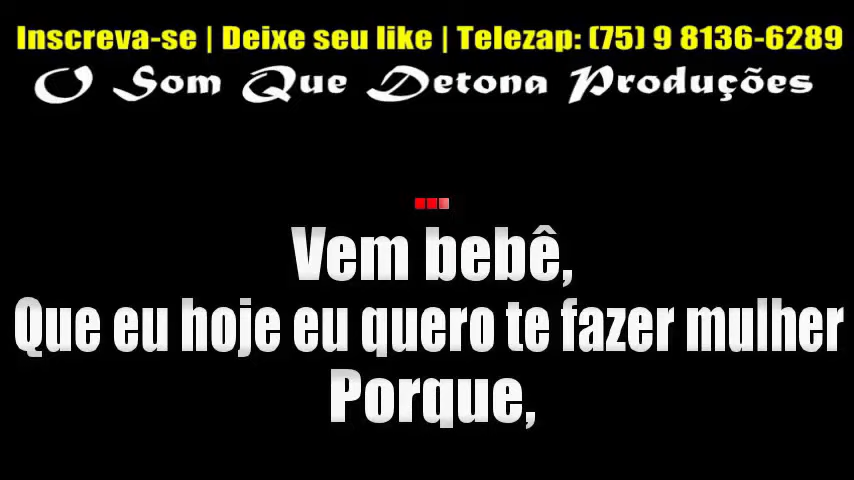 Inscreva-se | Deixe seu like | Telezap: (75) 9 8136-6289
O Som Que Detona Produções
Vem bebê,
Que eu hoje eu quero te fazer mulher
Porque,